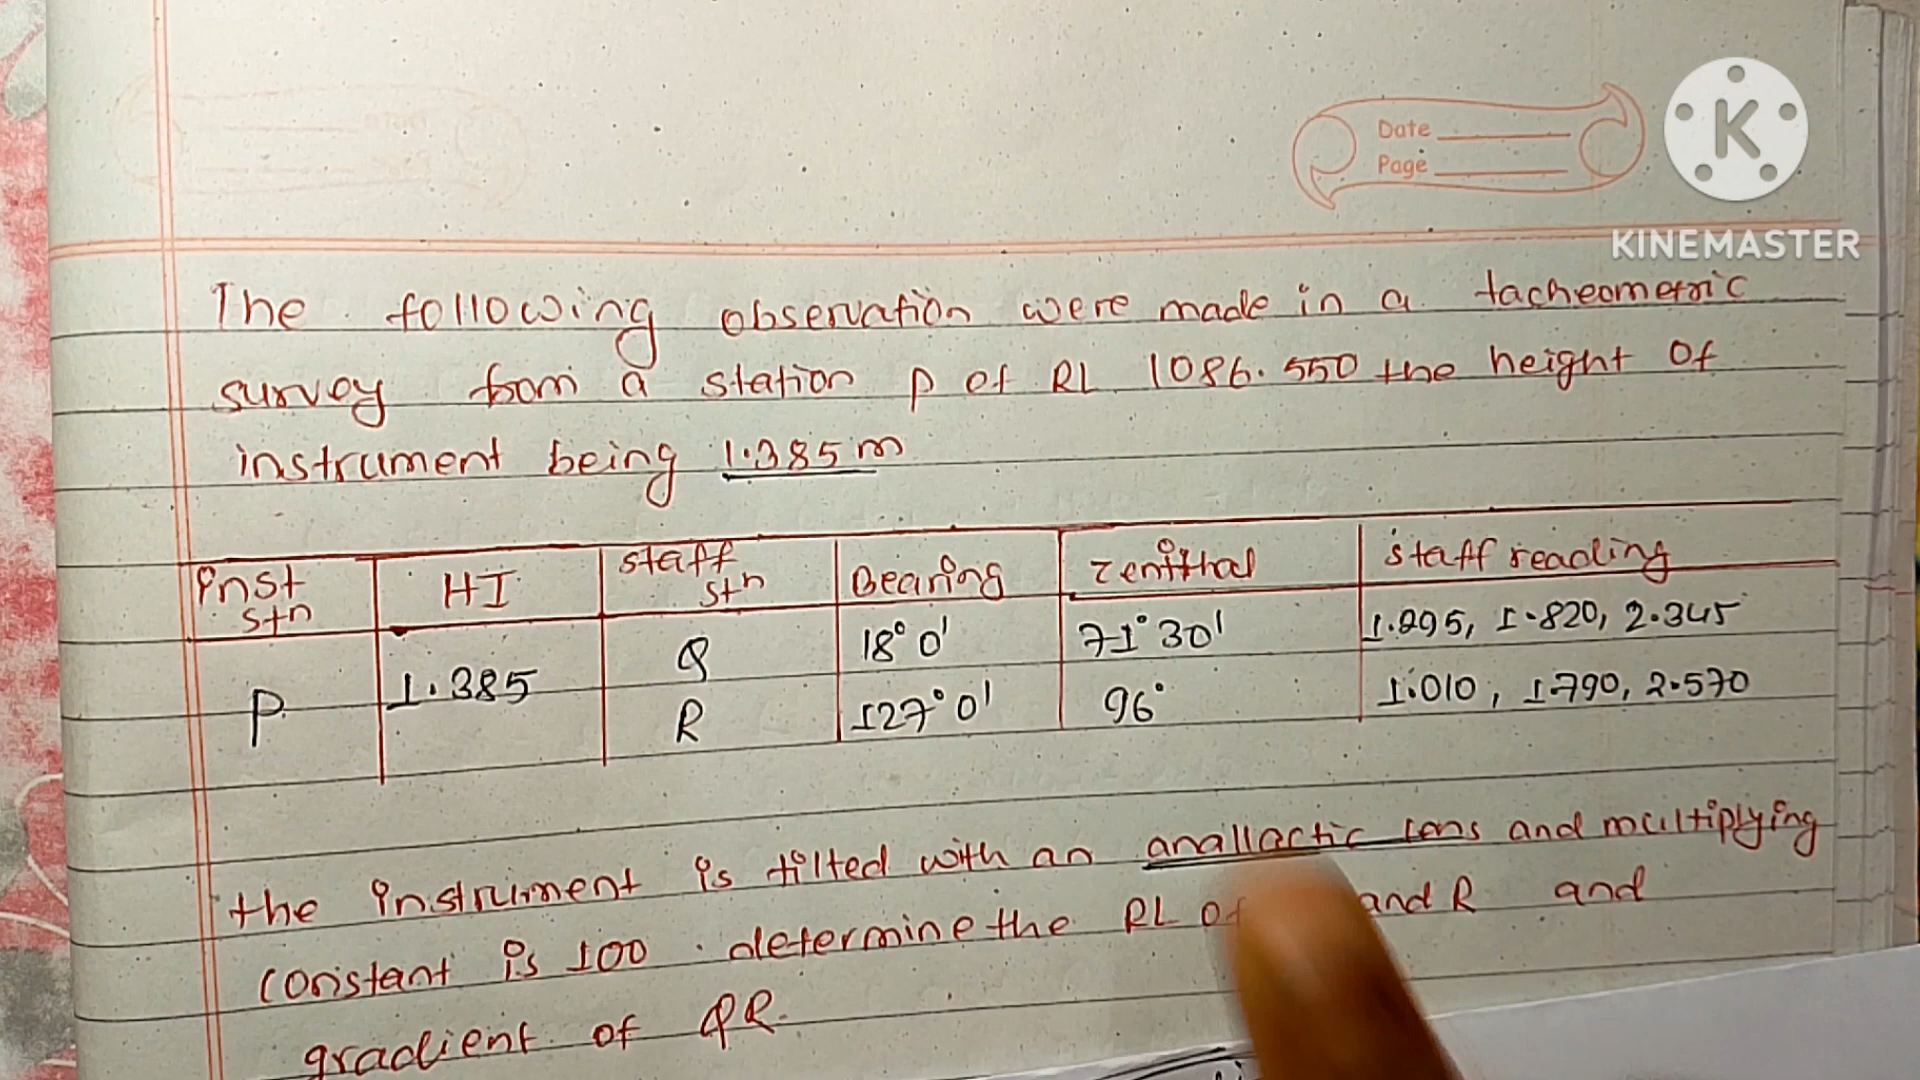 Date
Page
KINEMASTER
The following observation were made in a tacheometric
survey from a station P of RL 1086.550 the height of
instrument being 1.385 m
inst stn HI staff stn Bearing zenithal staff reading
P 1.385 Q 18°0' 71°30' 1.295, 1.820, 2.345
R 127°0' 96° 1.010, 1.790, 2.570
the instrument is tilted with an anallactic lens and multiplying
constant is 100. determine the RL of and R and
gradient of QR.